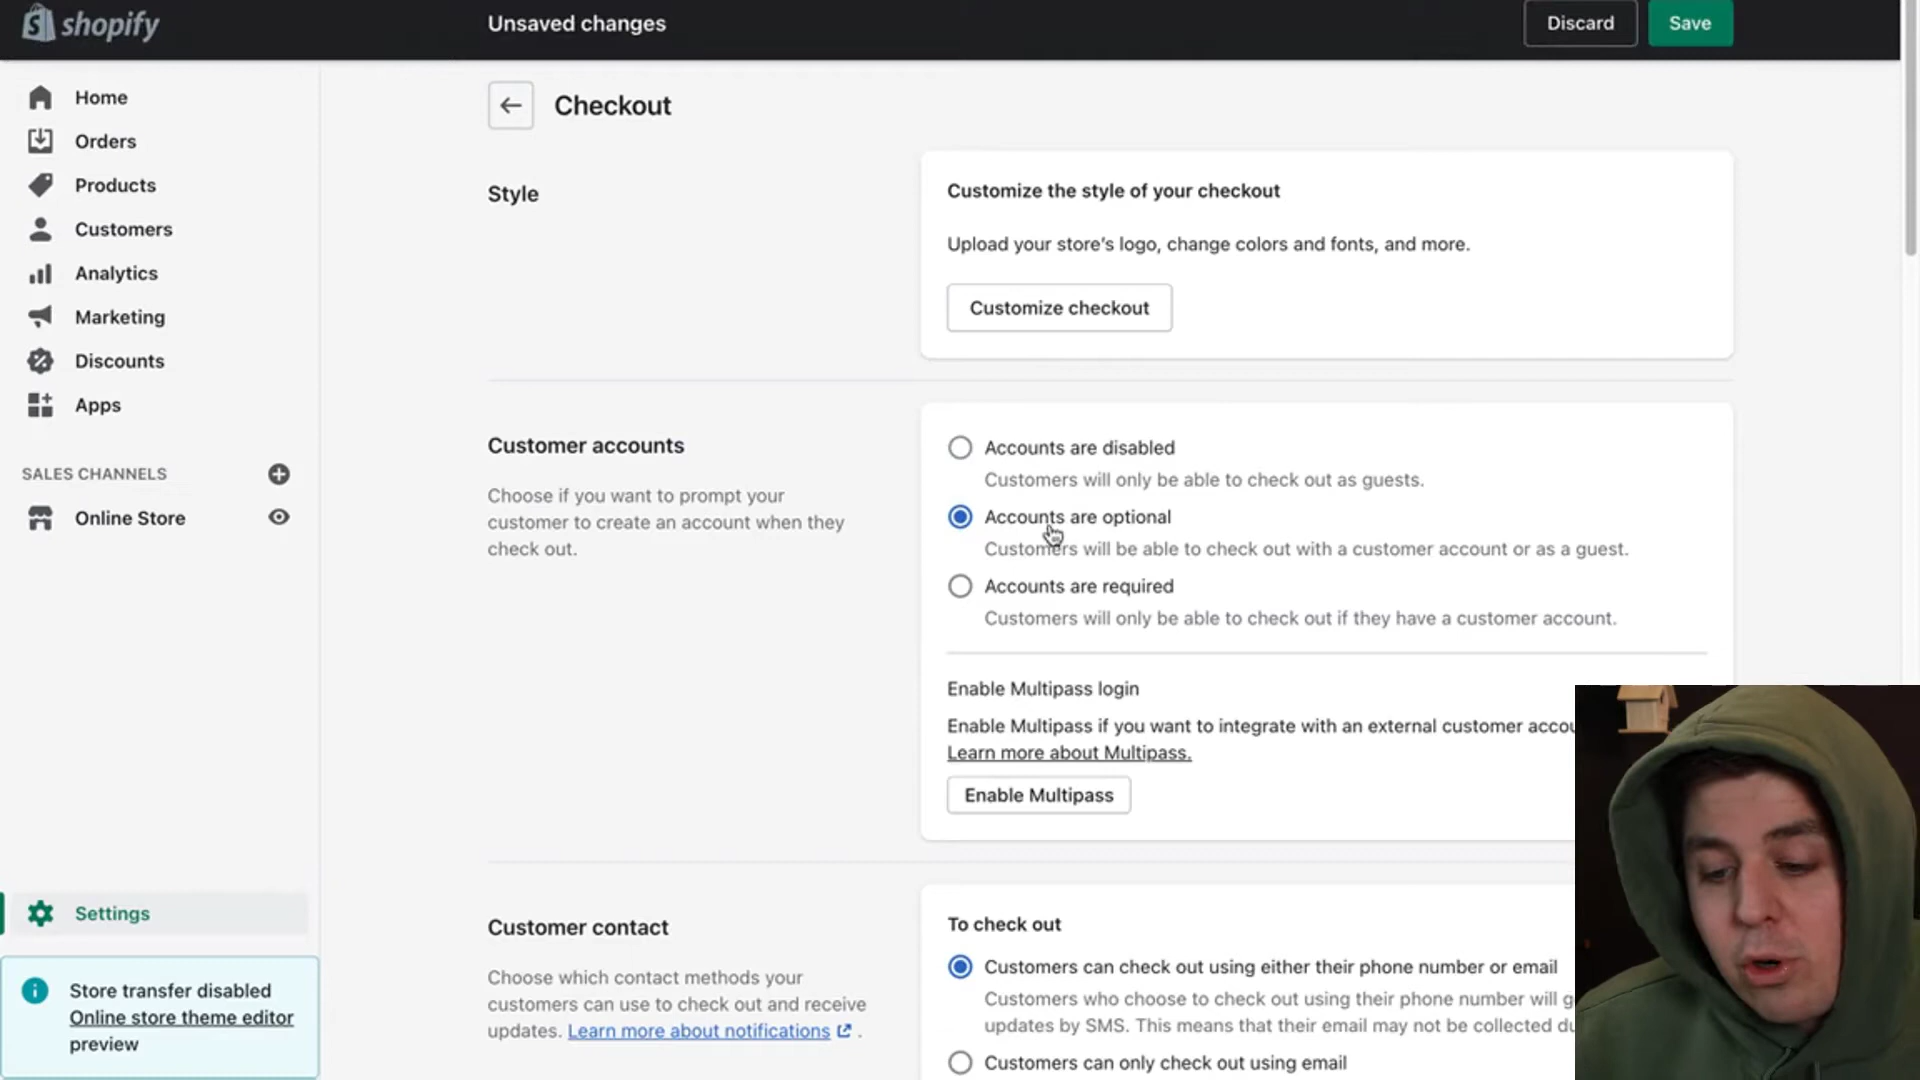 shopify
Unsaved changes
Discard
Save
Home
Orders
Products
Customers
Analytics
Marketing
Discounts
Apps
SALES CHANNELS
Online Store
Settings
Store transfer disabled
Online store theme editor
preview
Checkout
Style
Customize the style of your checkout
Upload your store's logo, change colors and fonts, and more.
Customize checkout
Customer accounts
Choose if you want to prompt your
customer to create an account when they
check out.
Accounts are disabled
Customers will only be able to check out as guests.
Accounts are optional
Customers will be able to check out with a customer account or as a guest.
Accounts are required
Customers will only be able to check out if they have a customer account.
Enable Multipass login
Enable Multipass if you want to integrate with an external customer
Learn more about Multipass.
Enable Multipass
Customer contact
Choose which contact methods your
customers can use to check out and receive
updates. Learn more about notifications .
To check out
Customers can check out using either their phone number or email
Customers who choose to check out using their phone number will
updates by SMS. This means that their email may not be collected
Customers can only check out using email